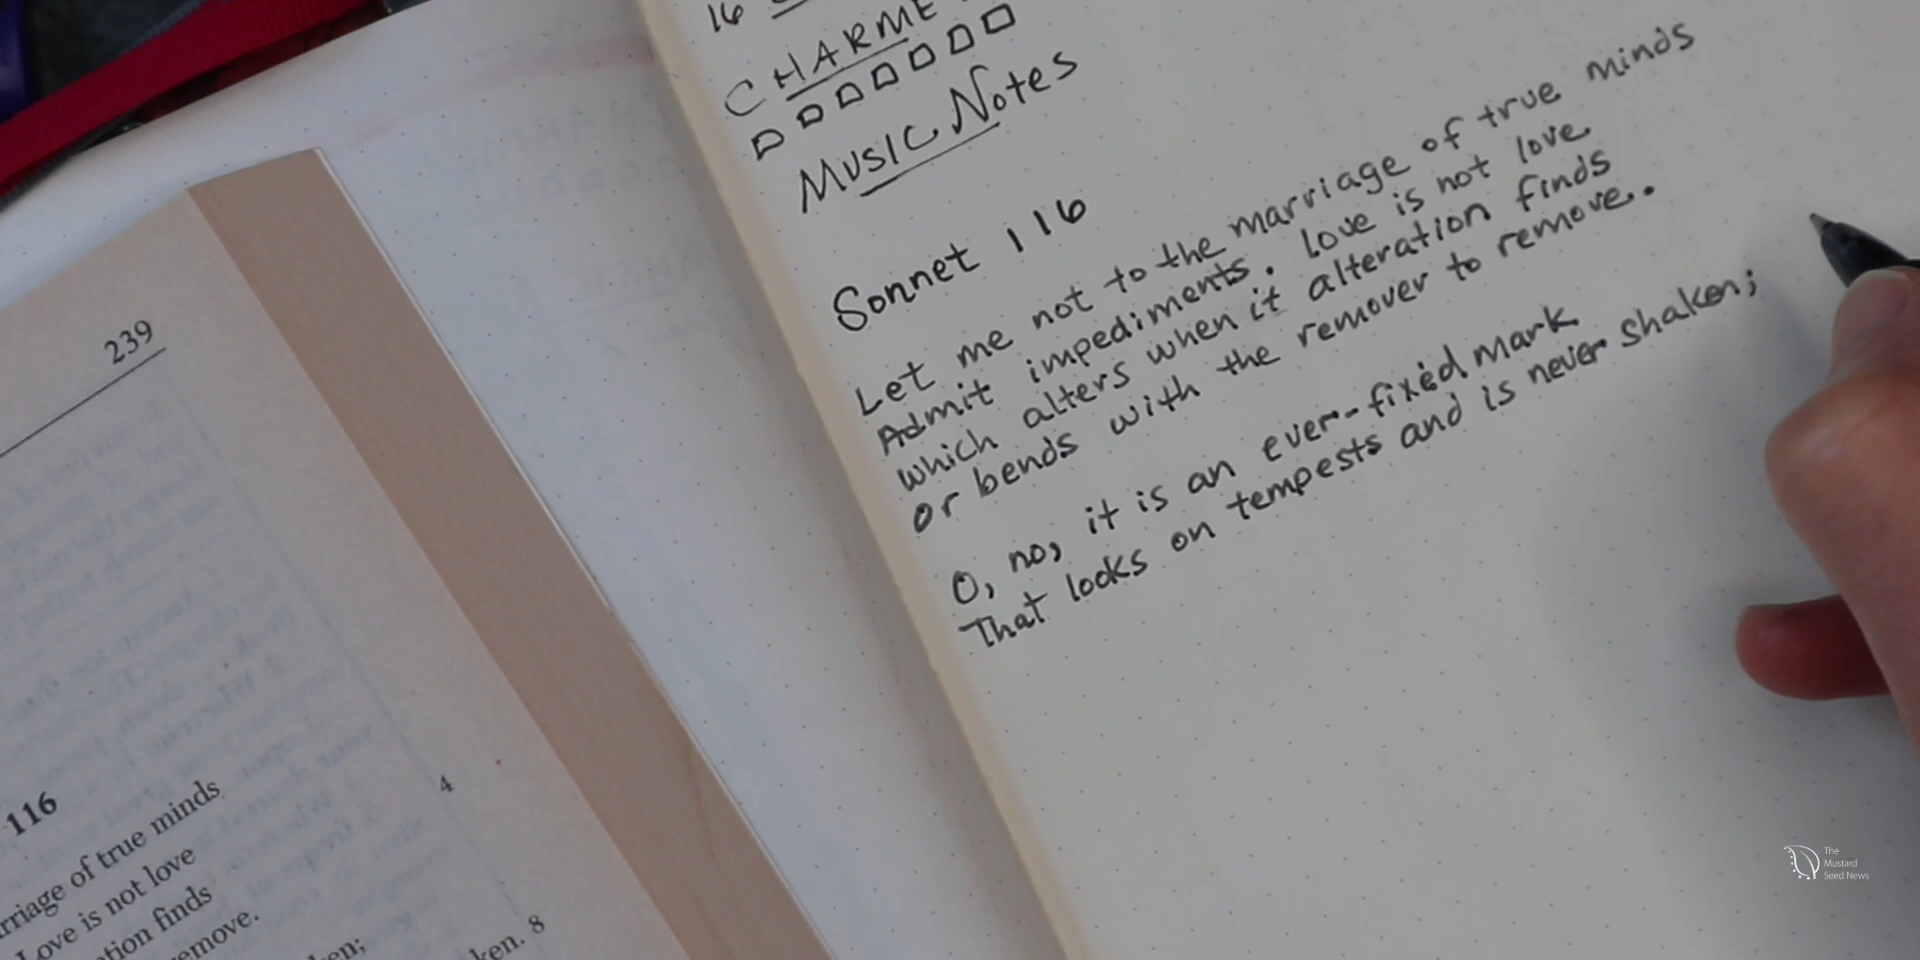 16
CHARME
MUSIC Notes
Sonnet 116
Let me not to the marriage of true minds
Admit impediments. Love is not love
which alters when it alteration finds
or bends with the remover to remove..
O, no, it is an ever-fixèd mark
That looks on tempests and is never shaken;
239
116
rriage of true minds
Love is not love
ation finds
4
emove.
ken;
ken. 8
The
Mustard
Seed News